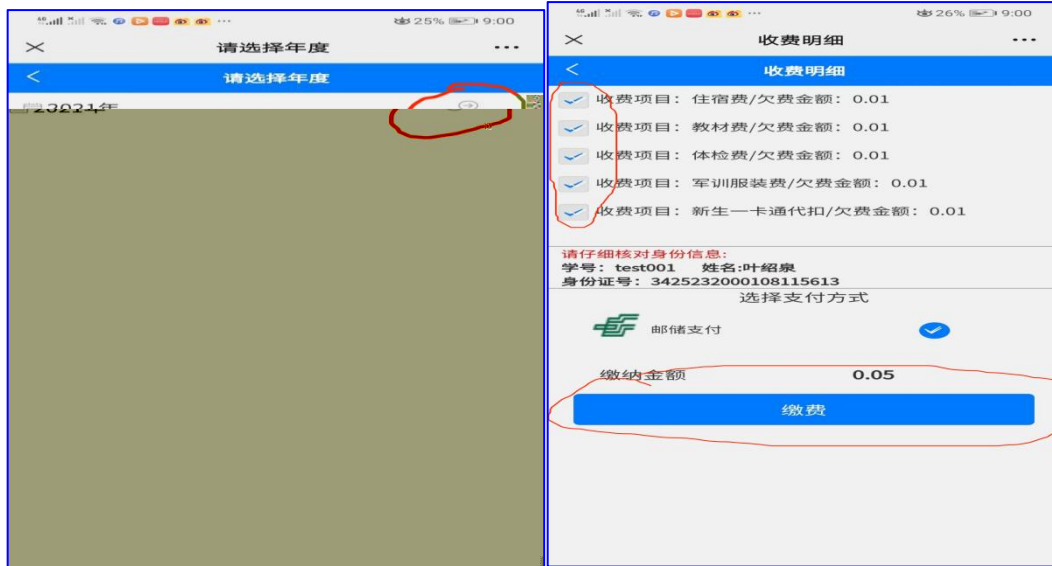 25% 9:00
请选择年度
请选择年度
2021年
26% 9:00
收费明细
收费明细
收费项目：住宿费/欠费金额：0.01
收费项目：教材费/欠费金额：0.01
收费项目：体检费/欠费金额：0.01
收费项目：军训服装费/欠费金额：0.01
收费项目：新生一卡通代扣/欠费金额：0.01
请仔细核对身份信息:
学号：test001 姓名:叶绍泉
身份证号：3425232000108115613
选择支付方式
邮储支付
缴纳金额 0.05
缴费